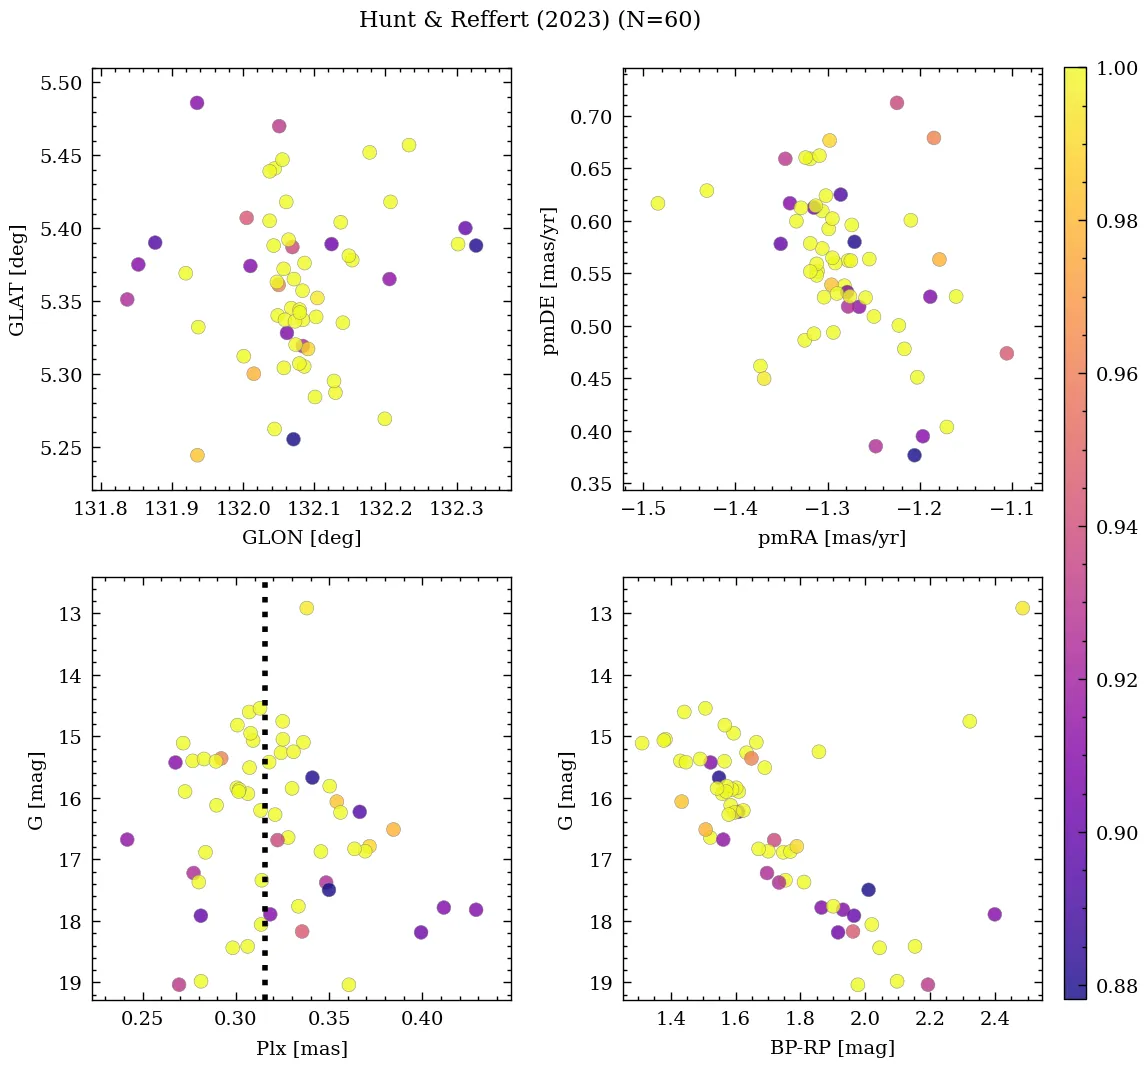 Hunt & Reffert (2023) (N=60)
5.50
5.45
5.40
5.35
5.30
5.25
GLAT [deg]
131.8 131.9 132.0 132.1 132.2 132.3
GLON [deg]
0.70
0.65
0.60
0.55
0.50
0.45
0.40
0.35
pmDE [mas/yr]
−1.5 −1.4 −1.3 −1.2 −1.1
pmRA [mas/yr]
13
14
15
16
17
18
19
G [mag]
0.25 0.30 0.35 0.40
Plx [mas]
13
14
15
16
17
18
19
G [mag]
1.4 1.6 1.8 2.0 2.2 2.4
BP-RP [mag]
1.00
0.98
0.96
0.94
0.92
0.90
0.88